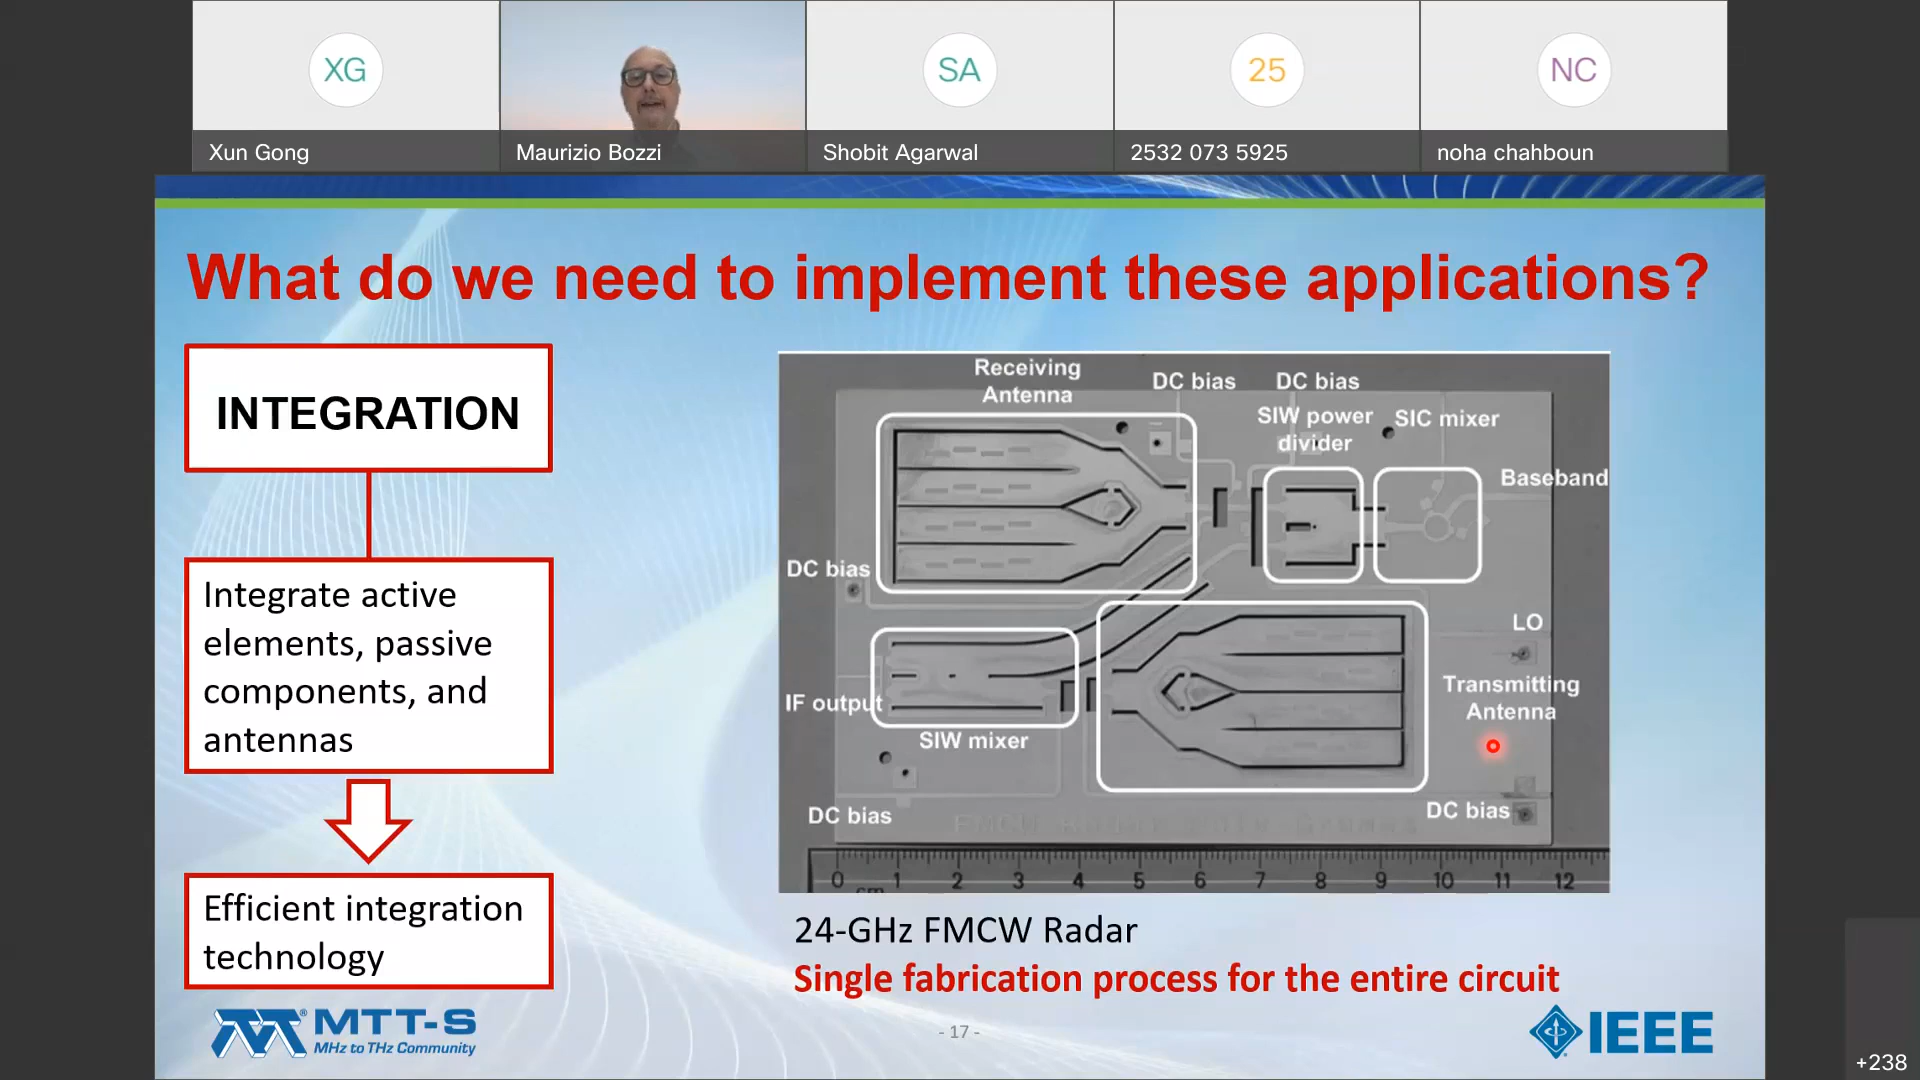 XG
SA
25
NC
Xun Gong
Maurizio Bozzi
Shobit Agarwal
2532 073 5925
noha chahboun
What do we need to implement these applications?
INTEGRATION
Integrate active
elements, passive
components, and
antennas
Efficient integration
technology
Receiving
Antenna
DC bias
DC bias
SIW power
divider
SIC mixer
Baseband
DC bias
LO
Transmitting
Antenna
IF output
SIW mixer
DC bias
DC bias
0 1 2 3 4 5 6 7 8 9 10 11 12
cm
24-GHz FMCW Radar
Single fabrication process for the entire circuit
MTT-S
MHz to THz Community
- 17 -
IEEE
+238